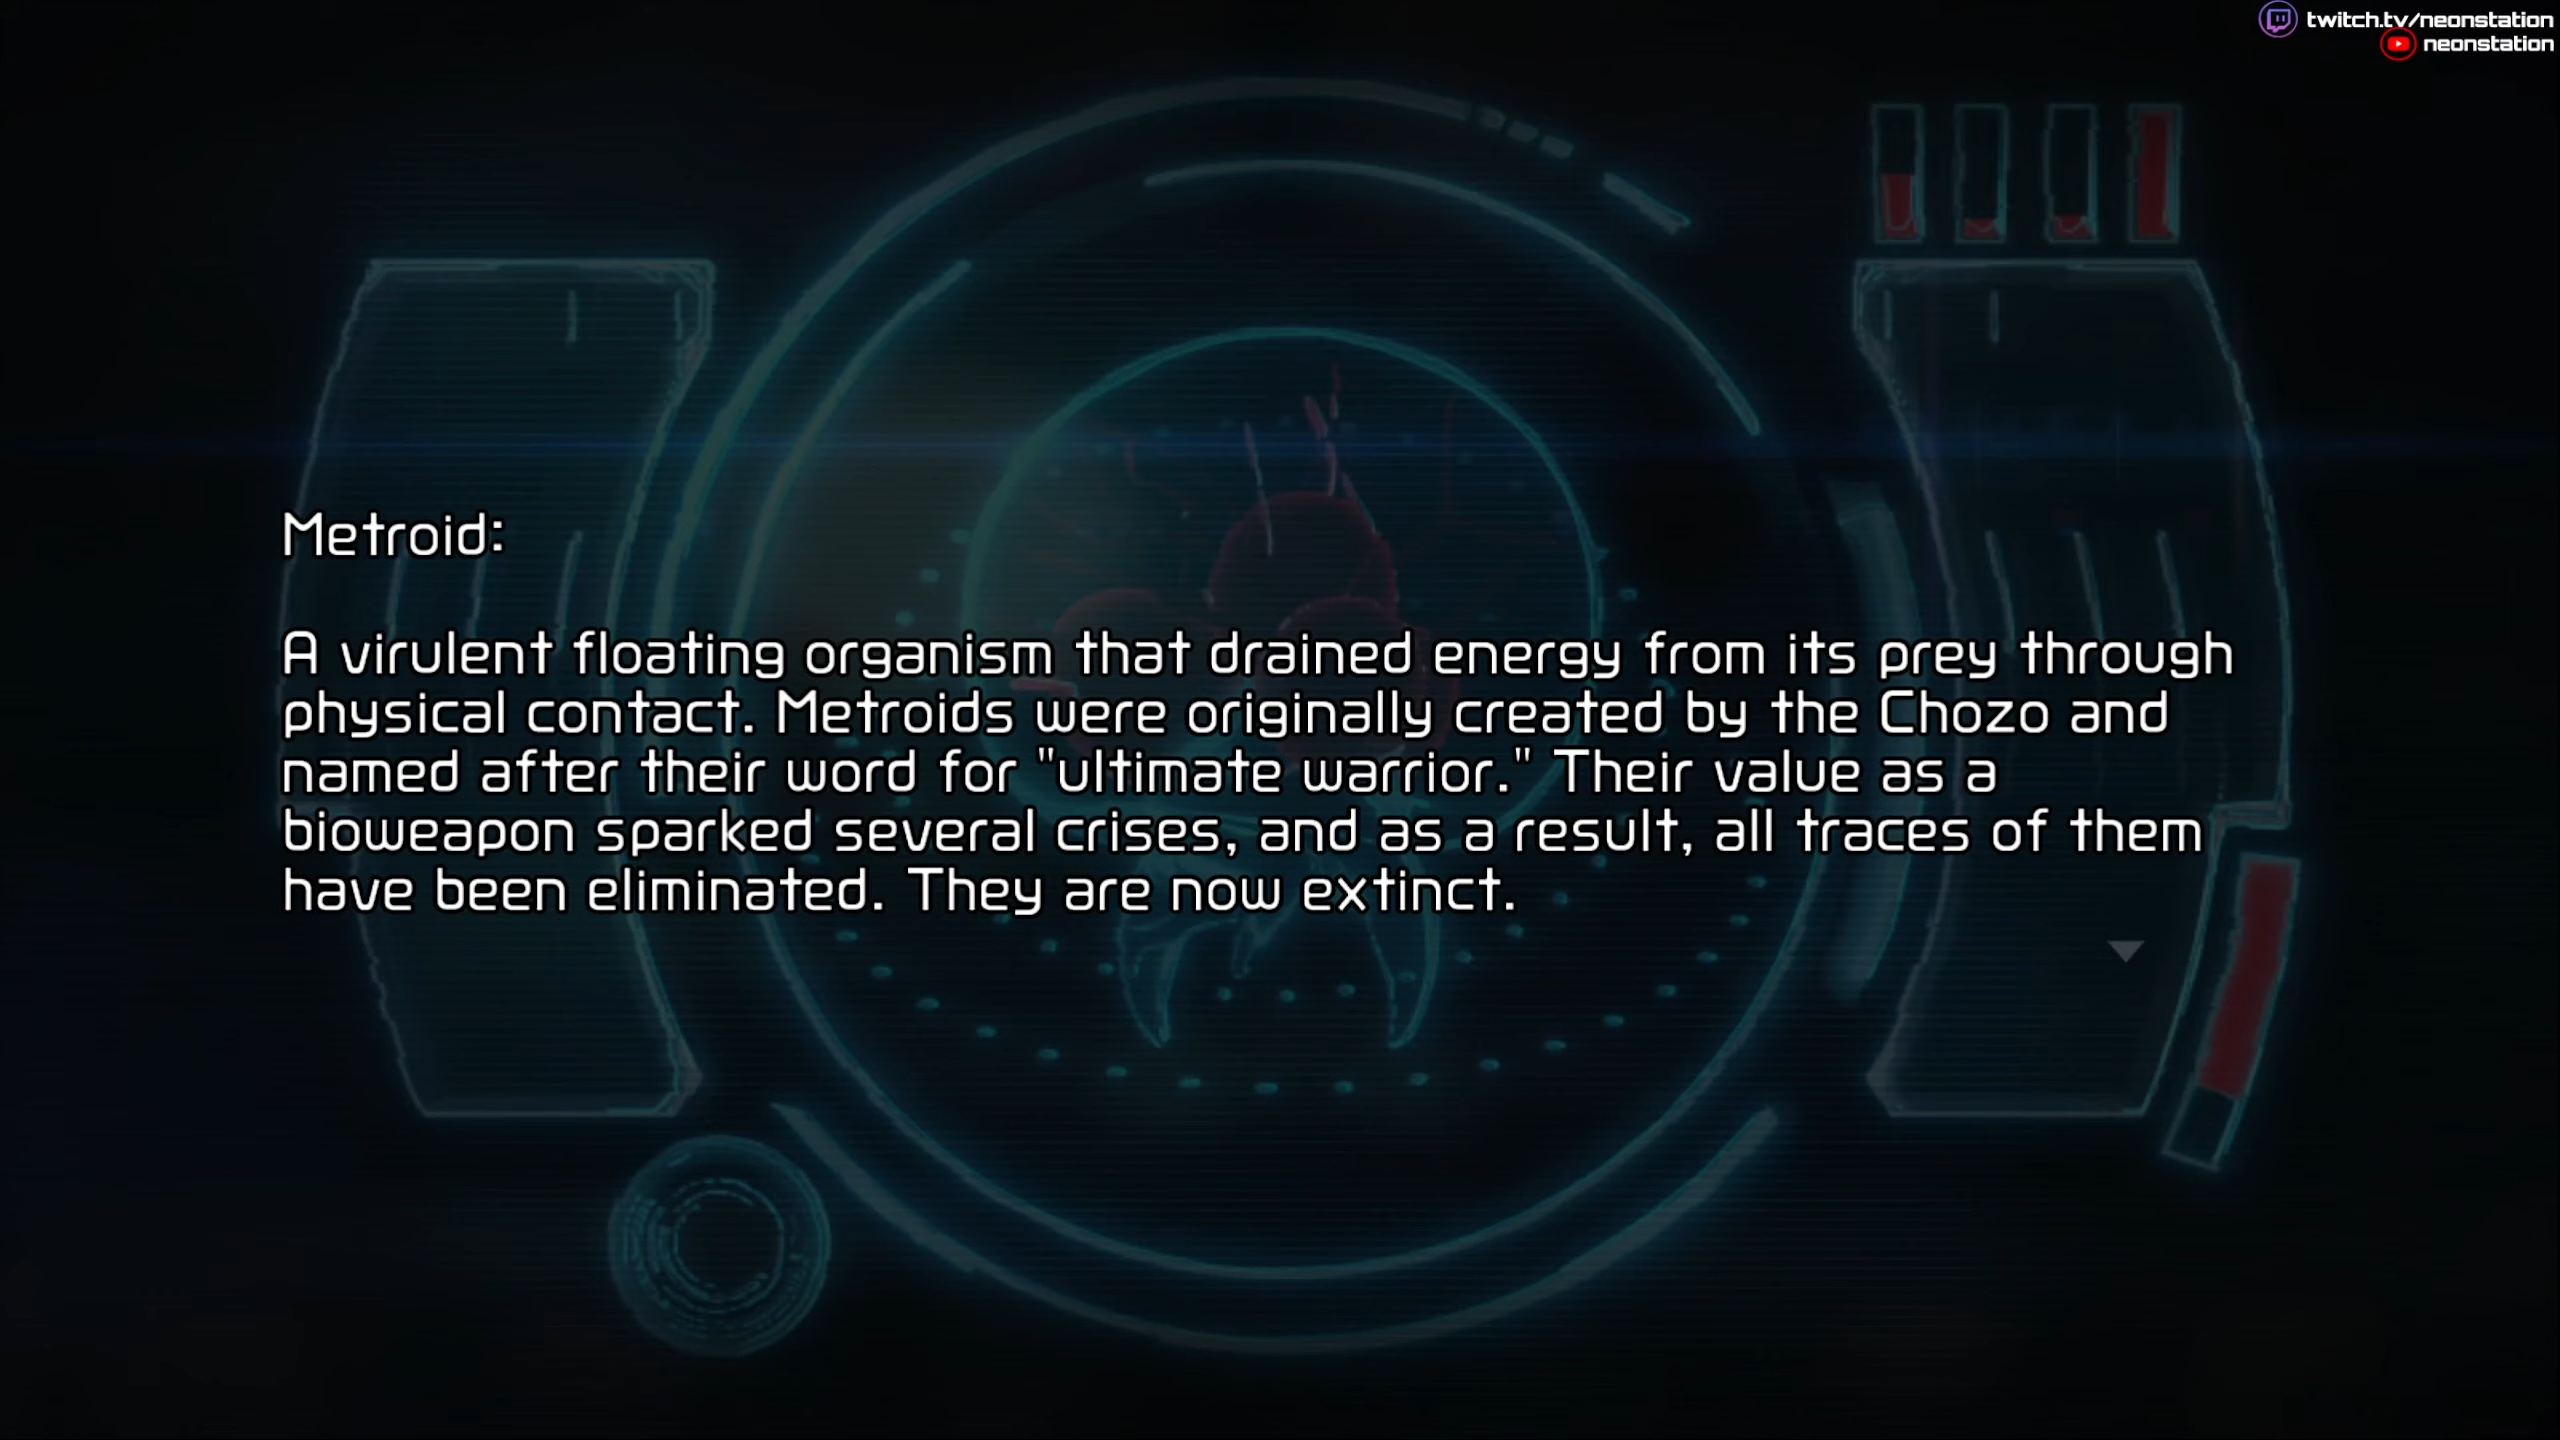 twitch.tv/neonstation
neonstation
Metroid:
A virulent floating organism that drained energy from its prey through
physical contact. Metroids were originally created by the Chozo and
named after their word for "ultimate warrior." Their value as a
bioweapon sparked several crises, and as a result, all traces of them
have been eliminated. They are now extinct.